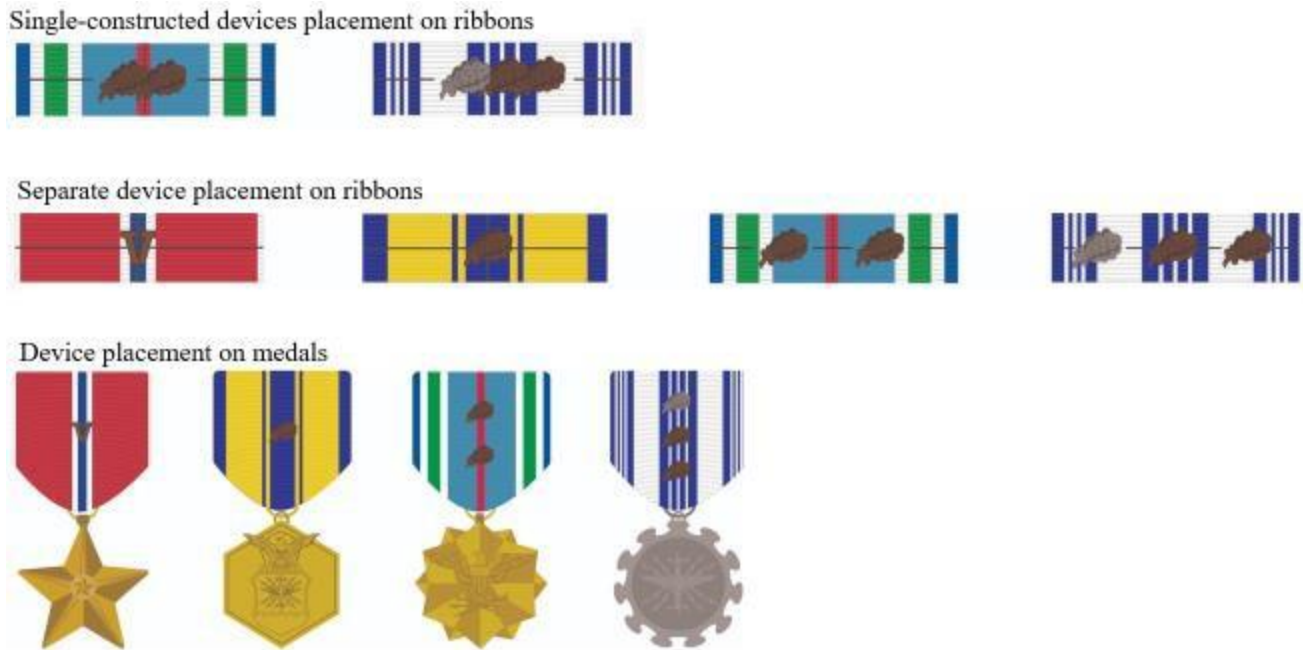 Single-constructed devices placement on ribbons
Separate device placement on ribbons
V
Device placement on medals
V